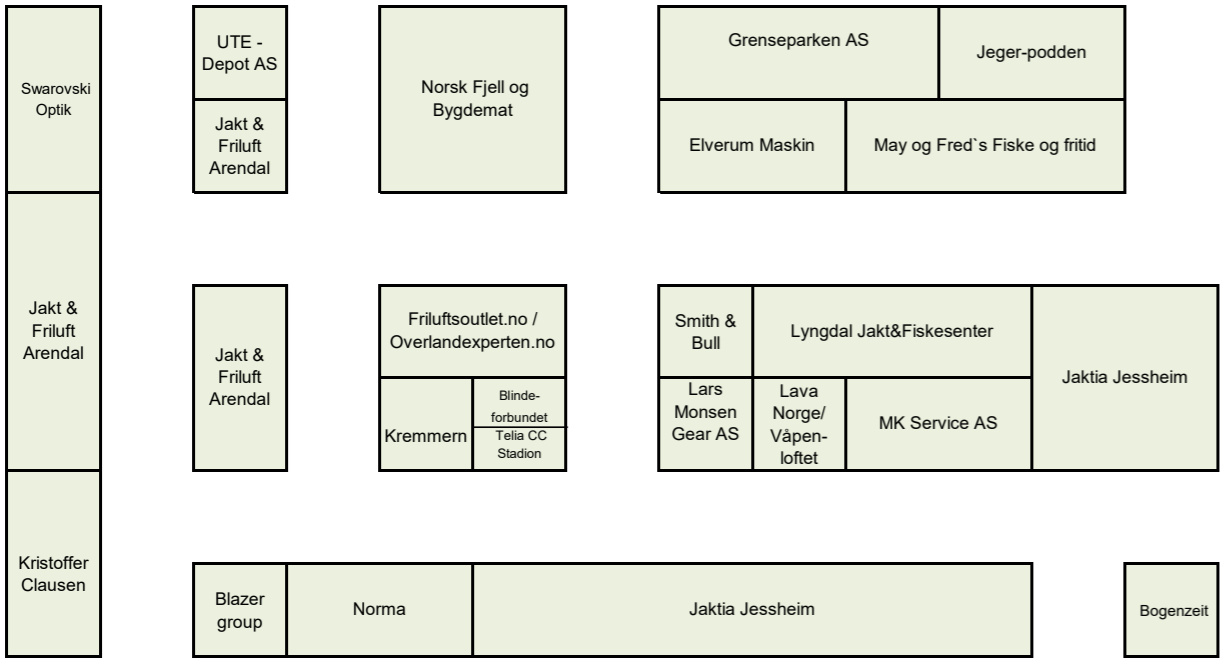 Swarovski
Optik
UTE -
Depot AS
Jakt &
Friluft
Arendal
Norsk Fjell og
Bygdemat
Grenseparken AS
Jeger-podden
Elverum Maskin
May og Fred`s Fiske og fritid
Jakt &
Friluft
Arendal
Jakt &
Friluft
Arendal
Friluftsoutlet.no /
Overlandexperten.no
Kremmern
Blinde-
forbundet
Telia CC
Stadion
Smith &
Bull
Lyngdal Jakt&Fiskesenter
Jaktia Jessheim
Lars
Monsen
Gear AS
Lava
Norge/
Våpen-
loftet
MK Service AS
Kristoffer
Clausen
Blazer
group
Norma
Jaktia Jessheim
Bogenzeit